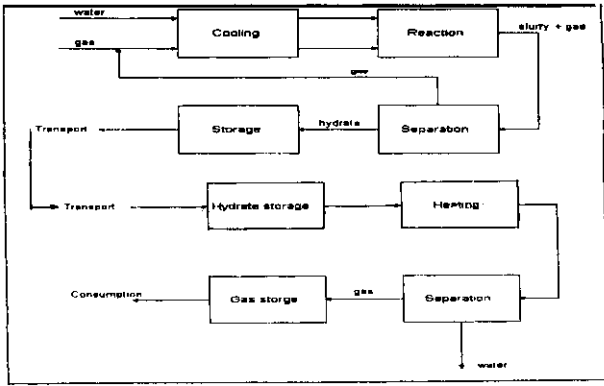 water
Cooling
Reaction
slurry + gas
gas
gas
Transport
Storage
hydrate
Separation
Transport
Hydrate storage
Heating
Consumption
Gas storge
gas
Separation
water